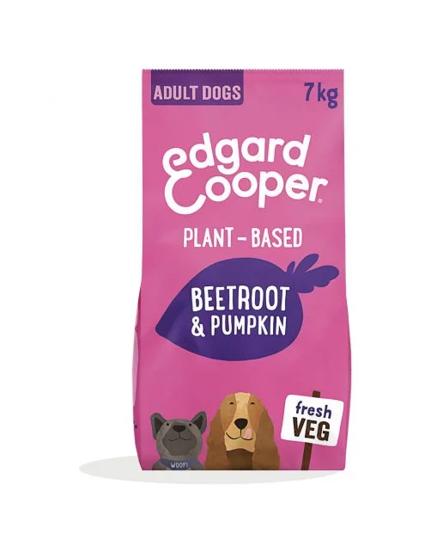 ADULT DOGS
7kg
Edgard
Cooper®
PLANT-BASED
BEETROOT
& PUMPKIN
fresh
VEG
WOOF!